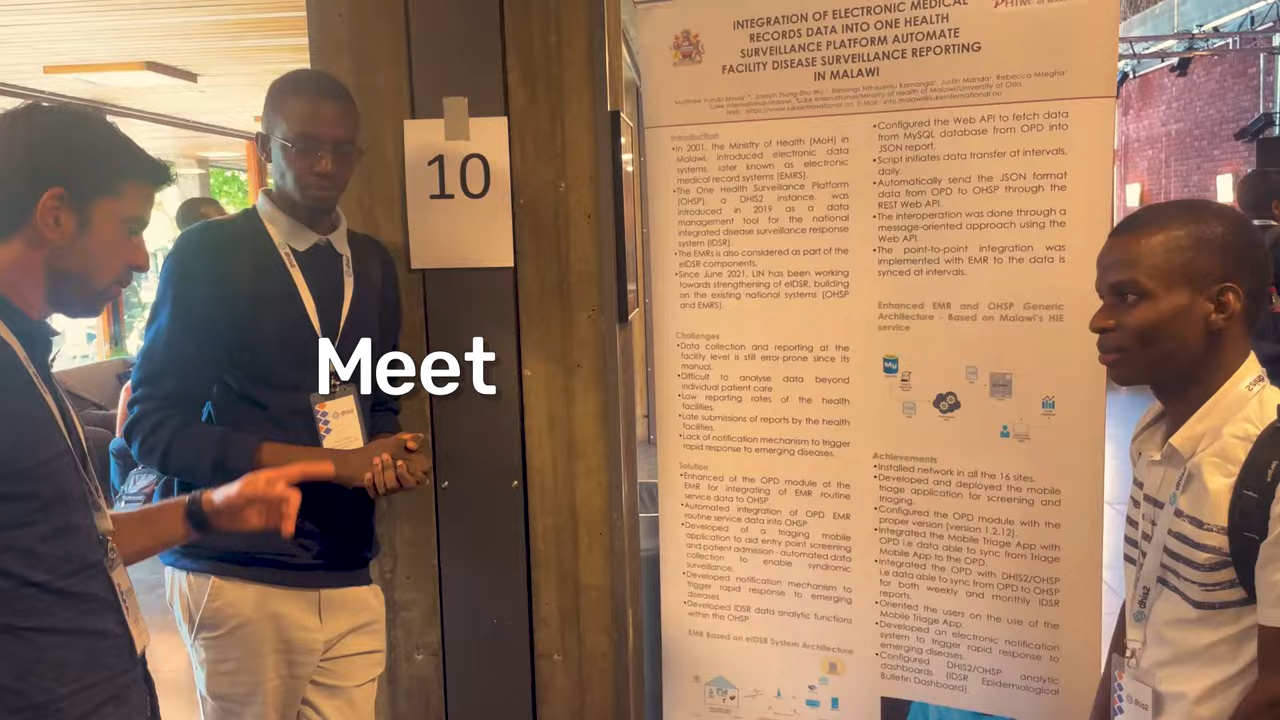 INTEGRATION OF ELECTRONIC MEDICAL
RECORDS DATA INTO ONE HEALTH
SURVEILLANCE PLATFORM AUTOMATE
FACILITY DISEASE SURVEILLANCE REPORTING
IN MALAWI
10
Introduction
•In 2001, the Ministry of Health (MoH) in
Malawi, introduced electronic data
systems, later known as electronic
medical record systems (EMRS).
•The One Health Surveillance Platform
(OHSP), a DHIS2 instance, was
introduced in 2019 as a data
management tool for the national
integrated disease surveillance response
system (IDSR).
•The EMRs is also considered as part of the
eIDSR components.
•Since June 2021, LIN has been working
towards strengthening of eIDSR, building
on the existing national systems (OHSP
and EMRS).
Challenges
•Data collection and reporting at the
facility level is still error-prone since its
manual.
•Difficult to analyse data beyond
individual patient care.
•Low reporting rates of the health
facilities.
•Late submissions of reports by the health
facilities.
•Lack of notification mechanism to trigger
rapid response to emerging diseases.
Solution
•Enhanced of the OPD module of the
EMR for integrating of EMR routine
service data to OHSP
•Automated integration of OPD EMR
routine service data into OHSP
•Developed of a triaging mobile
application to aid entry point screening
and patient admission - automated data
collection to enable syndromic
surveillance.
•Developed notification mechanism to
trigger rapid response to emerging
diseases.
•Developed IDSR data analytic functions
within the OHSP
EMR Based on eIDSR System Architecture
•Configured the Web API to fetch data
from MySQL database from OPD into
JSON report.
•Script initiates data transfer at intervals,
daily
•Automatically send the JSON format
data from OPD to OHSP through the
REST Web API.
•The interoperation was done through a
message-oriented approach using the
Web API.
•The point-to-point integration was
implemented with EMR to the data is
synced at intervals.
Enhanced EMR and OHSP Generic
Architecture - Based on Malawi's HIE
service
My
Achievements
•Installed network in all the 16 sites.
•Developed and deployed the mobile
triage application for screening and
triaging.
•Configured the OPD module with the
proper version (version 1.2.12).
•Integrated the Mobile Triage App with
OPD i.e data able to sync from Triage
Mobile App to the OPD.
•Integrated the OPD with DHIS2/OHSP
i.e data able to sync from OPD to OHSP
for both weekly and monthly IDSR
reports.
•Oriented the users on the use of the
Mobile Triage App.
•Developed an electronic notification
system to trigger rapid response to
emerging diseases.
•Configured DHIS2/OHSP analytic
dashboards (IDSR Epidemiological
Bulletin Dashboard).
Meet
dhis2
dhis2
dhis2
dhis2
dhis2